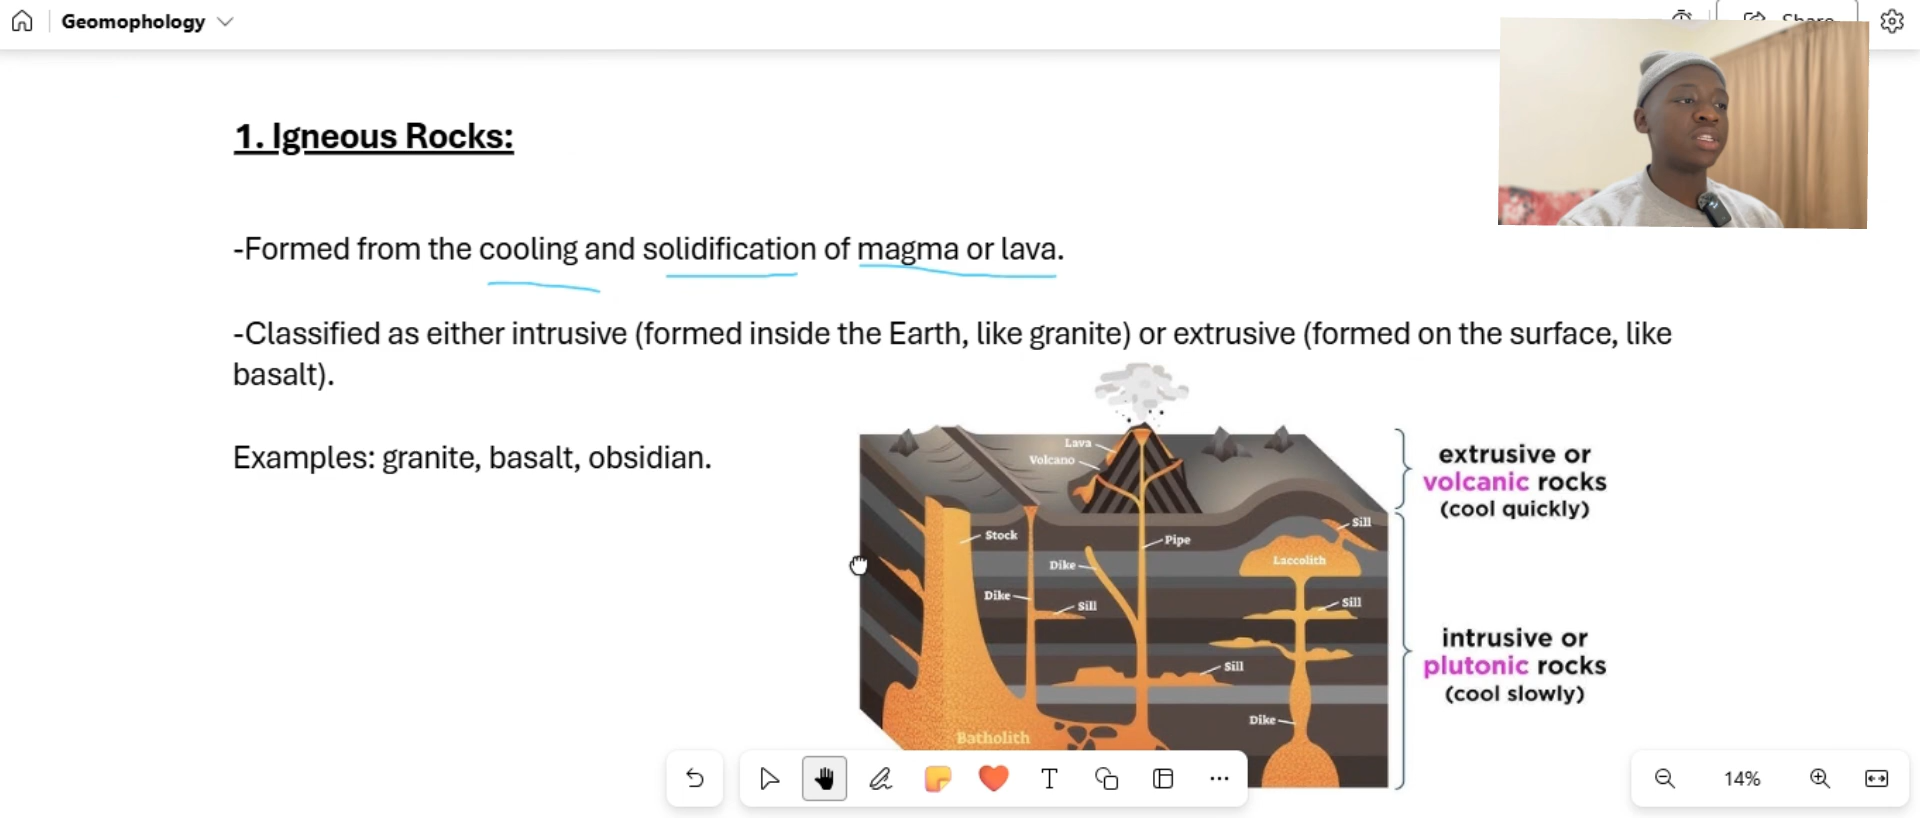 Geomophology
Share
1. Igneous Rocks:
-Formed from the cooling and solidification of magma or lava.
-Classified as either intrusive (formed inside the Earth, like granite) or extrusive (formed on the surface, like
basalt).
Examples: granite, basalt, obsidian.
Lava
Volcano
extrusive or
volcanic rocks
(cool quickly)
Stock
Pipe
Sill
Dike
Laccolith
Dike
Sill
Sill
Sill
intrusive or
plutonic rocks
(cool slowly)
Dike
Batholith
T
14%